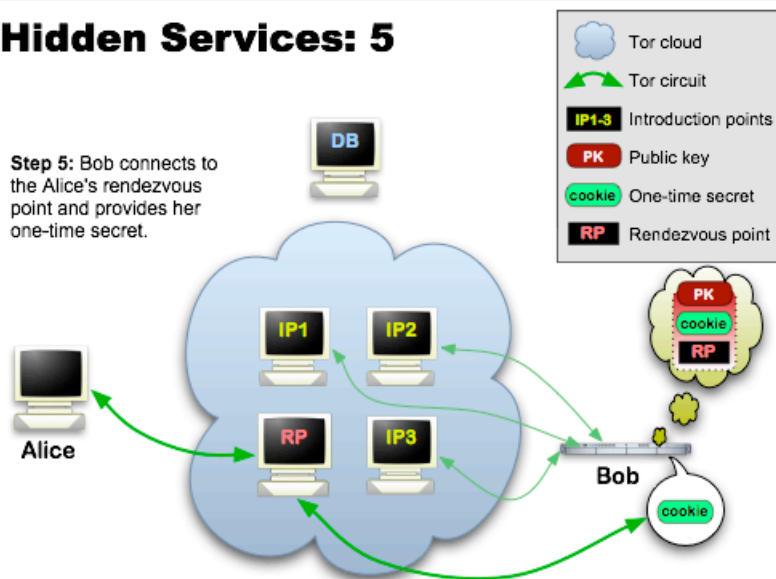 Hidden Services: 5
Tor cloud
Tor circuit
IP1-3 Introduction points
PK Public key
cookie One-time secret
RP Rendezvous point
DB
Step 5: Bob connects to
the Alice's rendezvous
point and provides her
one-time secret.
PK
cookie
RP
IP1
IP2
Alice
RP
IP3
Bob
cookie